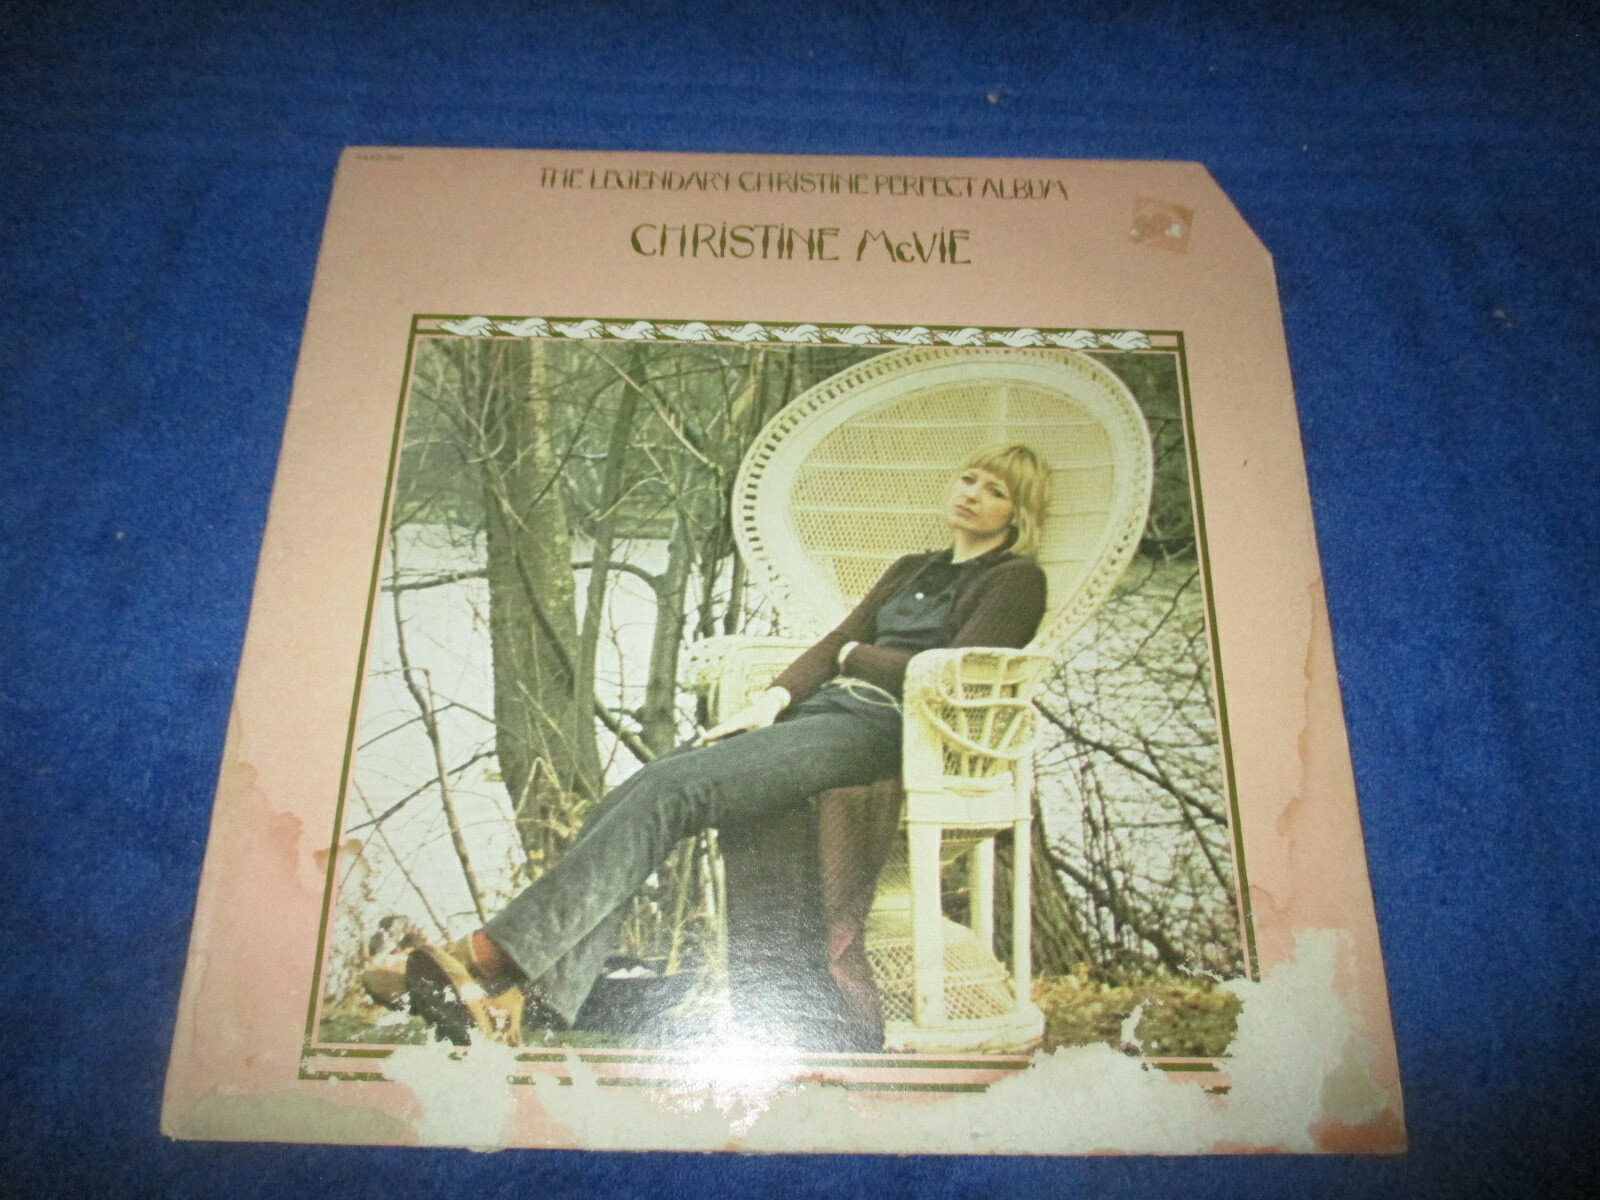 THE LEGENDARY CHRISTINE PERFECT ALBUM
CHRISTINE McVIE